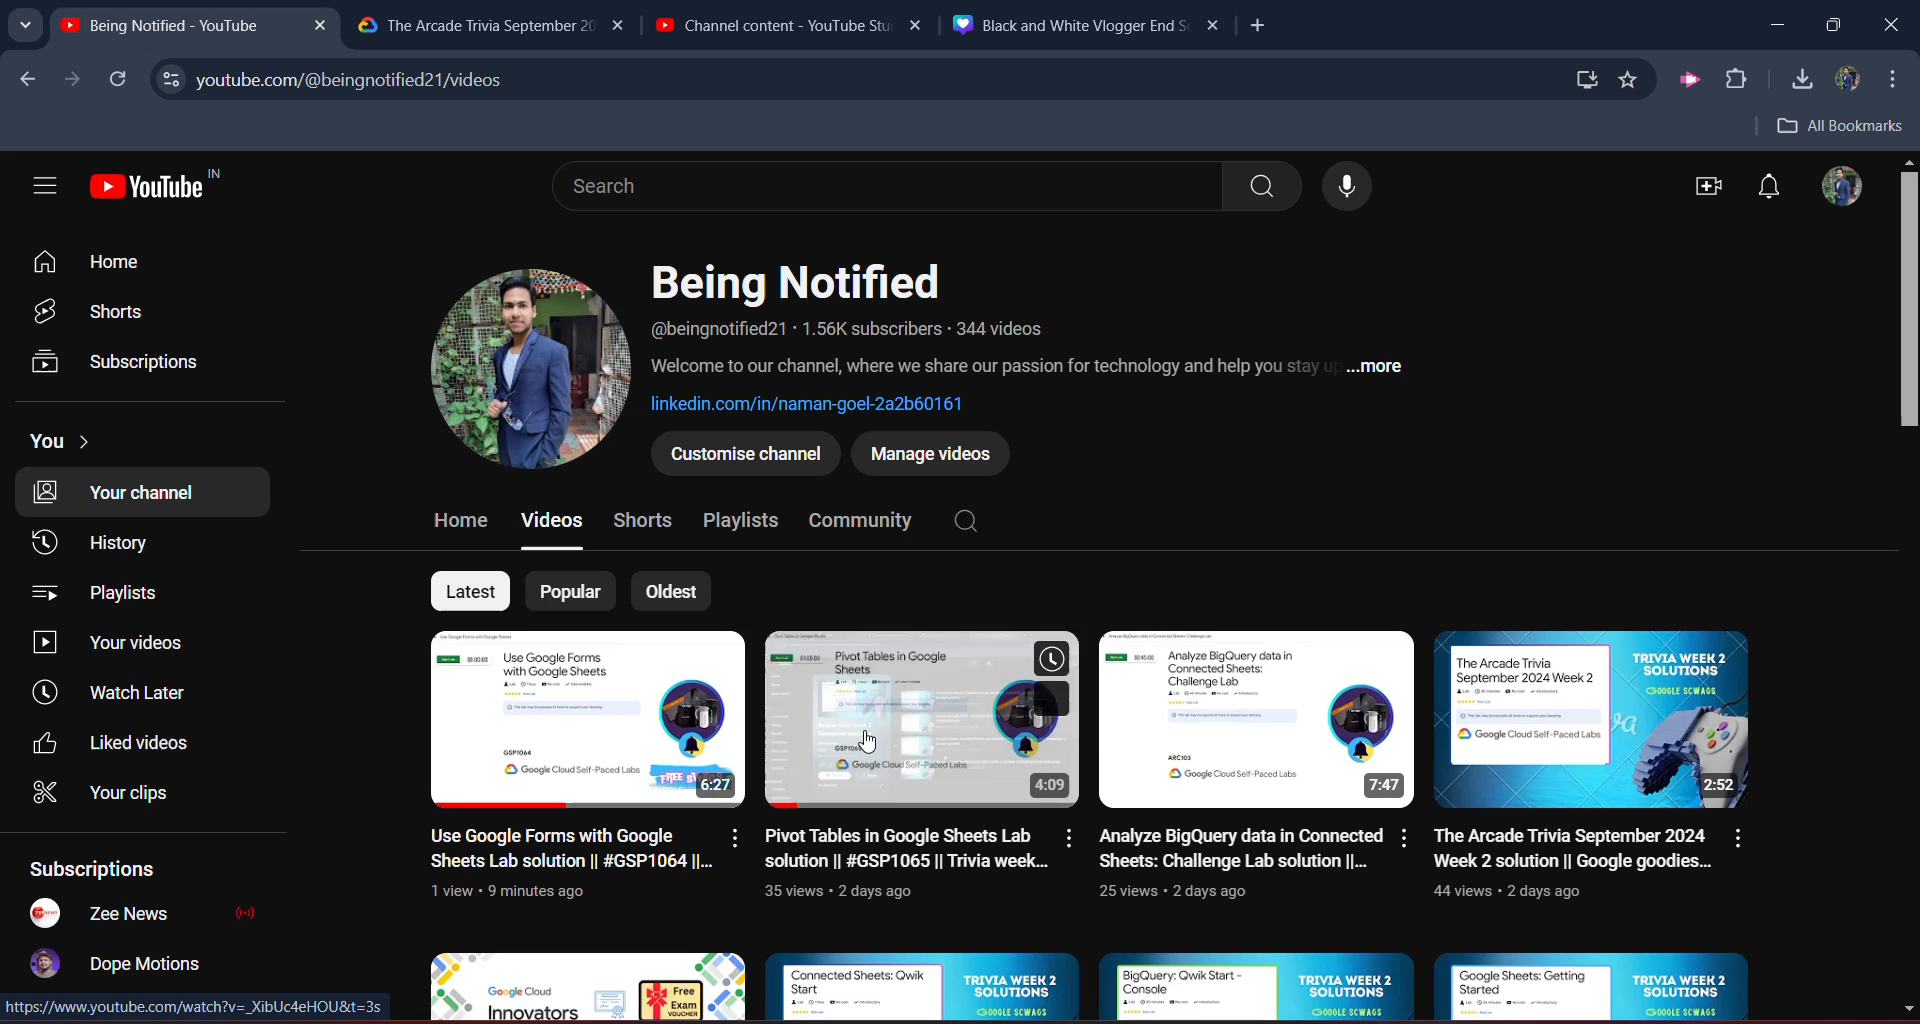 Being Notified - YouTube
The Arcade Trivia September 20
Channel content - YouTube Stu
Black and White Vlogger End Sc
youtube.com/@beingnotified21/videos
All Bookmarks
YouTube IN
Search
Home
Shorts
Subscriptions
You
Your channel
History
Playlists
Your videos
Watch Later
Liked videos
Your clips
Subscriptions
Zee News
Dope Motions
https://www.youtube.com/watch?v=_XibUc4eHOU&t=3s
Being Notified
@beingnotified21 · 1.56K subscribers · 344 videos
Welcome to our channel, where we share our passion for technology and help you stay up ...more
linkedin.com/in/naman-goel-2a2b60161
Customise channel
Manage videos
Home Videos Shorts Playlists Community
Latest Popular Oldest
Use Google Forms
with Google Sheets
GSP1064
Google Cloud Self-Paced Labs
6:27
Use Google Forms with Google
Sheets Lab solution || #GSP1064 ||...
1 view · 9 minutes ago
Pivot Tables in Google
Sheets
Google Cloud Self-Paced Labs
4:09
Pivot Tables in Google Sheets Lab
solution || #GSP1065 || Trivia week...
35 views · 2 days ago
Analyze BigQuery data in
Connected Sheets:
Challenge Lab
ARC103
Google Cloud Self-Paced Labs
7:47
Analyze BigQuery data in Connected
Sheets: Challenge Lab solution ||...
25 views · 2 days ago
The Arcade Trivia
September 2024 Week 2
Google Cloud Self-Paced Labs
TRIVIA WEEK 2
SOLUTIONS
GOOGLE SCWAGS
2:52
The Arcade Trivia September 2024
Week 2 solution || Google goodies...
44 views · 2 days ago
Google Cloud
Innovators
Free
Exam
VOUCHER
Connected Sheets: Qwik
Start
TRIVIA WEEK 2
SOLUTIONS
GOOGLE SCWAGS
BigQuery: Qwik Start -
Console
TRIVIA WEEK 2
SOLUTIONS
GOOGLE SCWAGS
Google Sheets: Getting
Started
TRIVIA WEEK 2
SOLUTIONS
GOOGLE SCWAGS